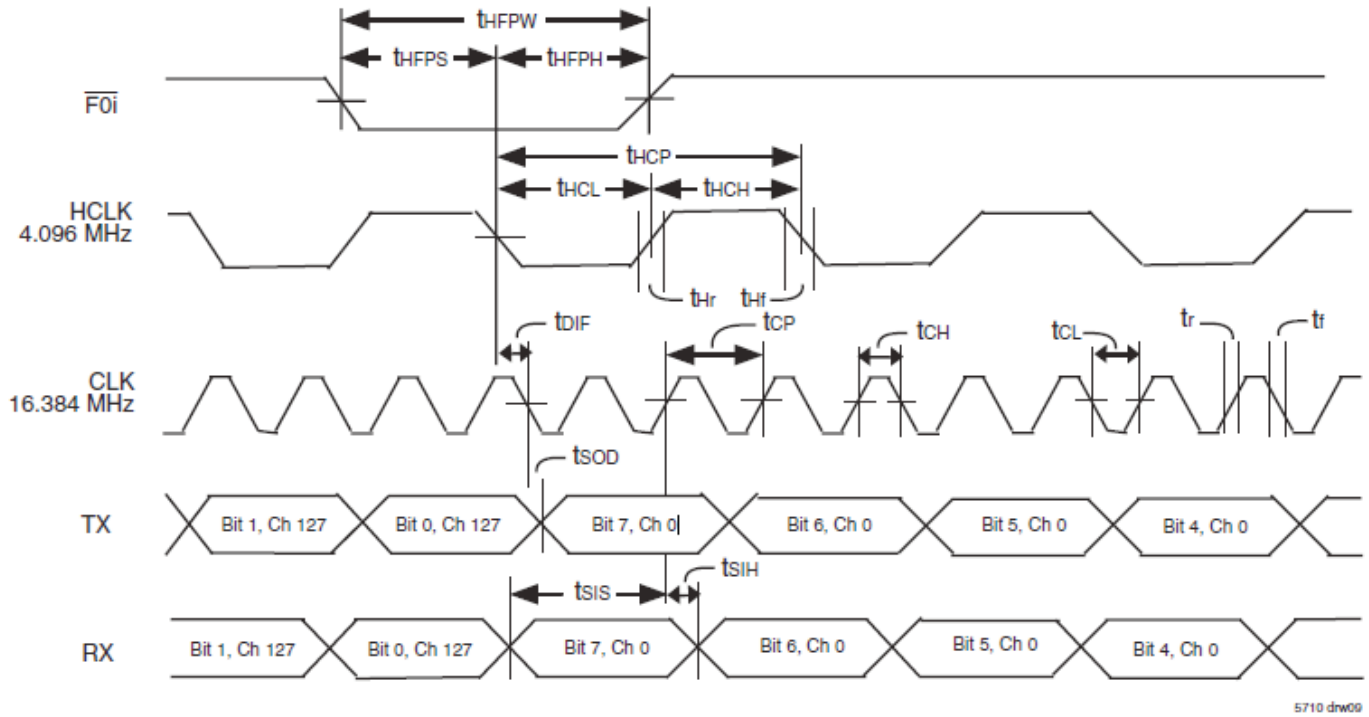 tHFPW
tHFPS tHFPH
F0i
tHCP
tHCL tHCH
HCLK
4.096 MHz
tHr tHf
tDIF tCP tCH tCL tr tf
CLK
16.384 MHz
tSOD
TX Bit 1, Ch 127 Bit 0, Ch 127 Bit 7, Ch 0 Bit 6, Ch 0 Bit 5, Ch 0 Bit 4, Ch 0
tSIS tSIH
RX Bit 1, Ch 127 Bit 0, Ch 127 Bit 7, Ch 0 Bit 6, Ch 0 Bit 5, Ch 0 Bit 4, Ch 0
5710 drw09